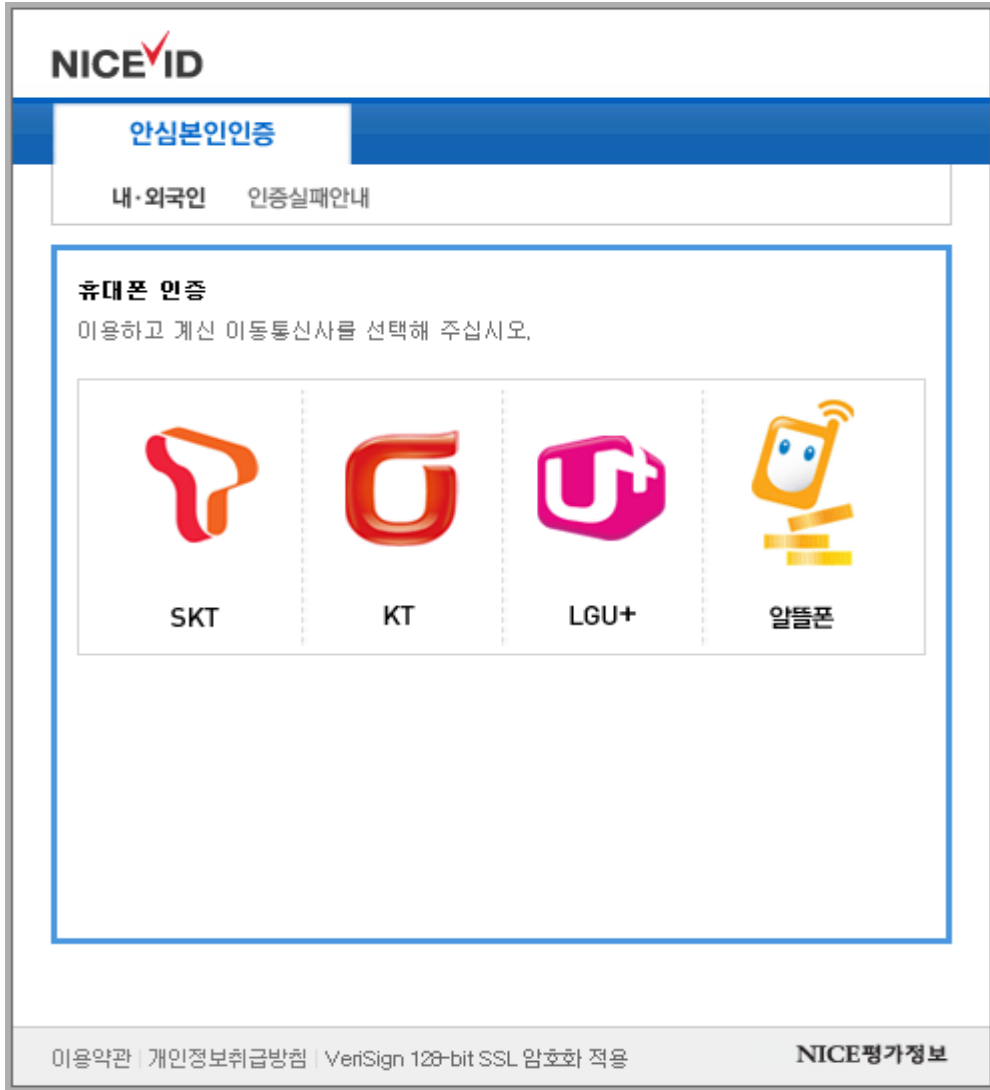 NICE ID
안심본인인증
내·외국인 인증실패안내
휴대폰 인증
이용하고 계신 이동통신사를 선택해 주십시오.
SKT KT LGU+ 알뜰폰
이용약관 | 개인정보취급방침 | VeriSign 128-bit SSL 암호화 적용 NICE평가정보